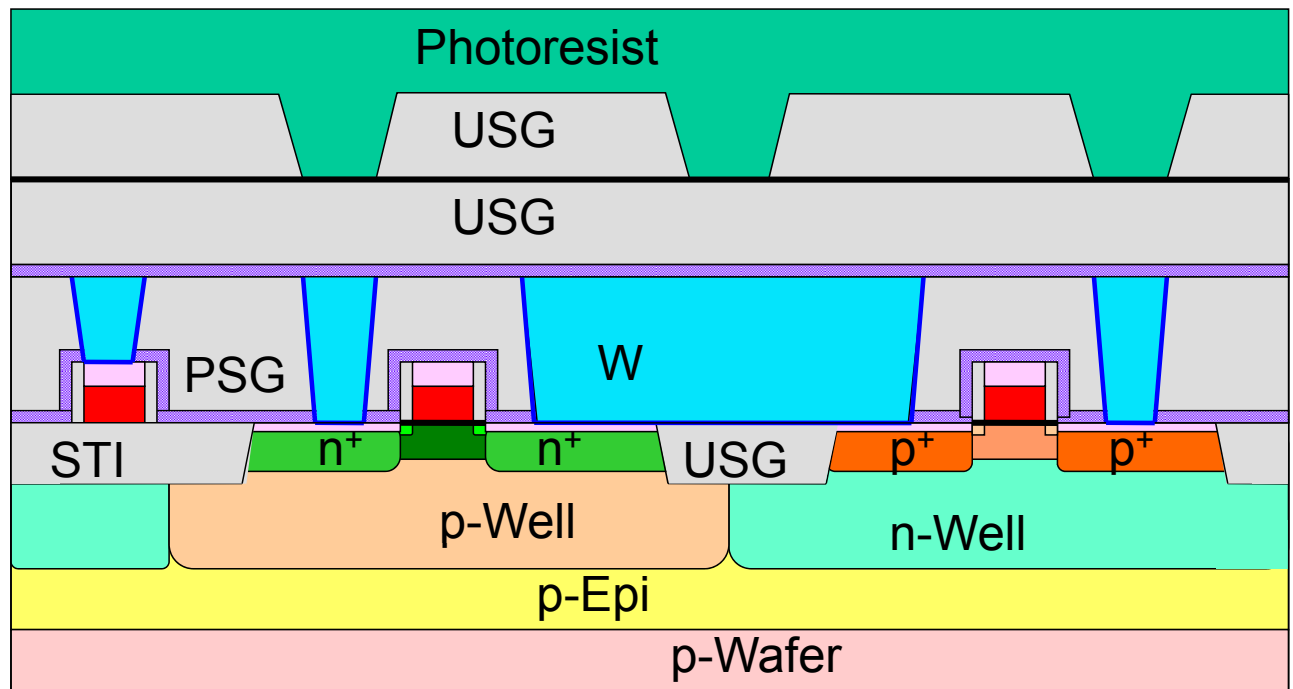 Photoresist
USG
USG
W
PSG
STI
n+
n+
USG
p+
p+
p-Well
n-Well
p-Epi
p-Wafer